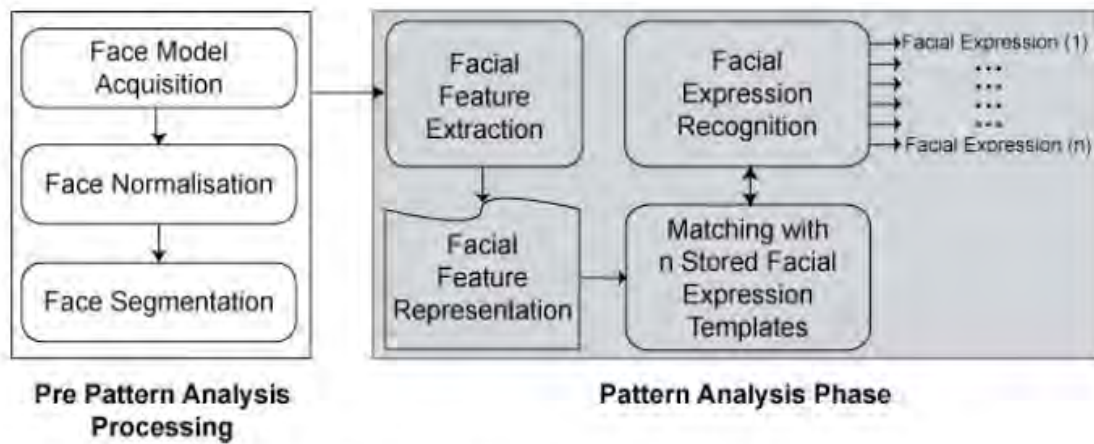 Face Model
Acquisition
Face Normalisation
Face Segmentation
Pre Pattern Analysis
Processing
Facial
Feature
Extraction
Facial
Feature
Representation
Facial
Expression
Recognition
Matching with
n Stored Facial
Expression
Templates
Facial Expression (1)
...
...
...
Facial Expression (n)
Pattern Analysis Phase